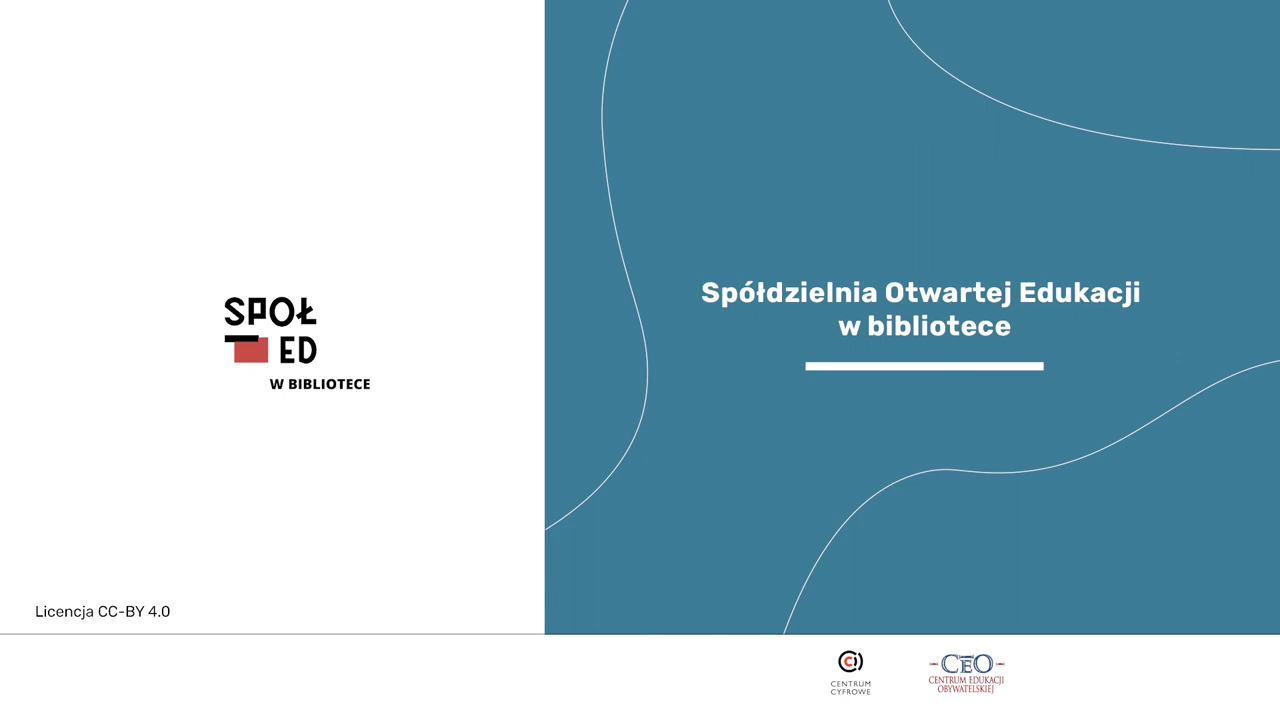 SPOŁ
ED
W BIBLIOTECE
Spółdzielnia Otwartej Edukacji
w bibliotece
Licencja CC-BY 4.0
CENTRUM
CYFROWE
CEO
CENTRUM EDUKACJI
OBYWATELSKIEJ